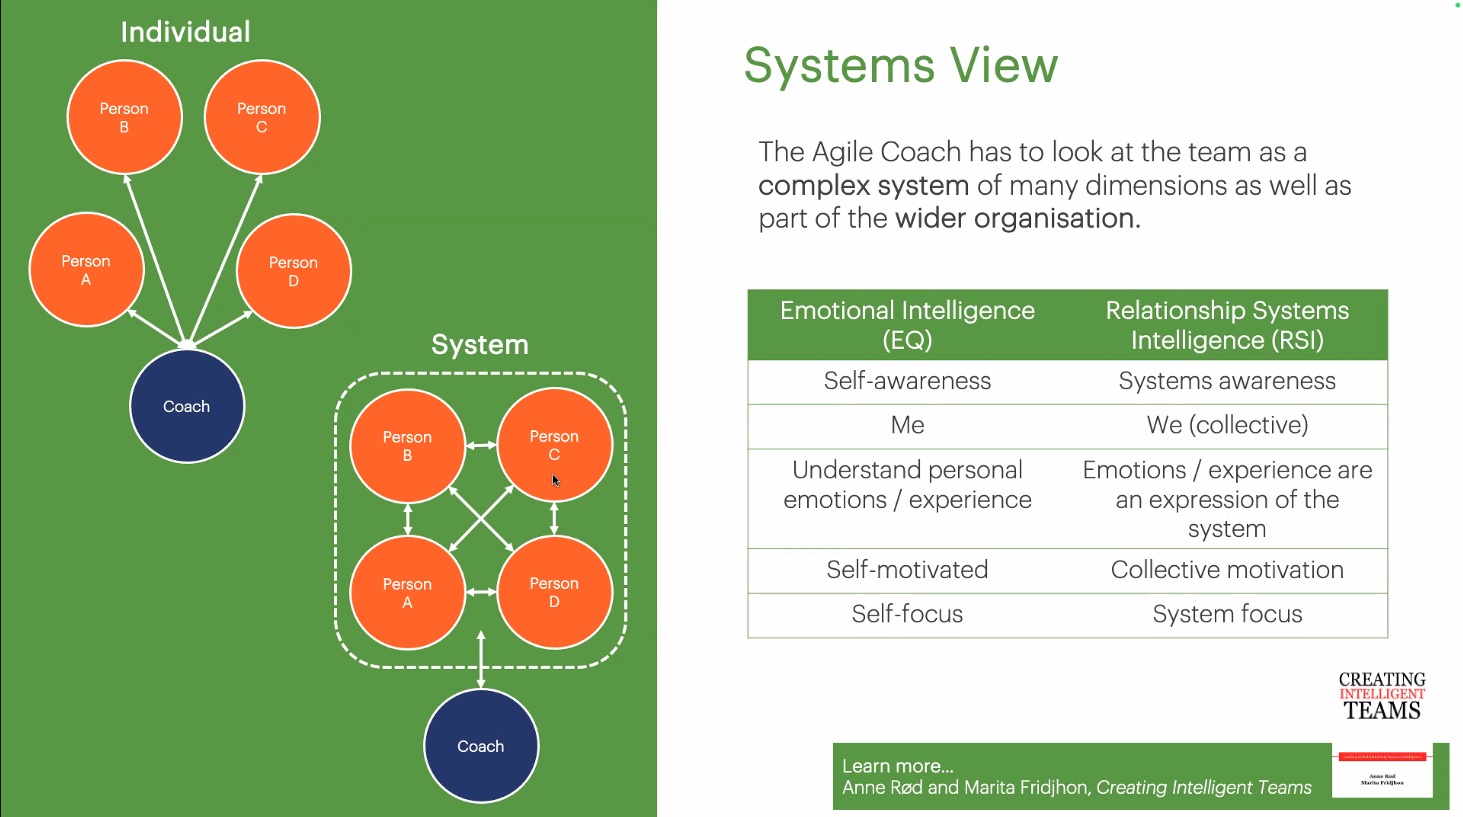 Individual
Person
B
Person
C
Person
A
Person
D
Coach
System
Person
B
Person
C
Person
A
Person
D
Coach
Systems View
The Agile Coach has to look at the team as a
complex system of many dimensions as well as
part of the wider organisation.
Emotional Intelligence
(EQ)
Relationship Systems
Intelligence (RSI)
Self-awareness
Systems awareness
Me
We (collective)
Understand personal
emotions / experience
Emotions / experience are
an expression of the
system
Self-motivated
Collective motivation
Self-focus
System focus
CREATING
INTELLIGENT
TEAMS
Anne Rød
Marita Fridjhon
Learn more...
Anne Rød and Marita Fridjhon, Creating Intelligent Teams